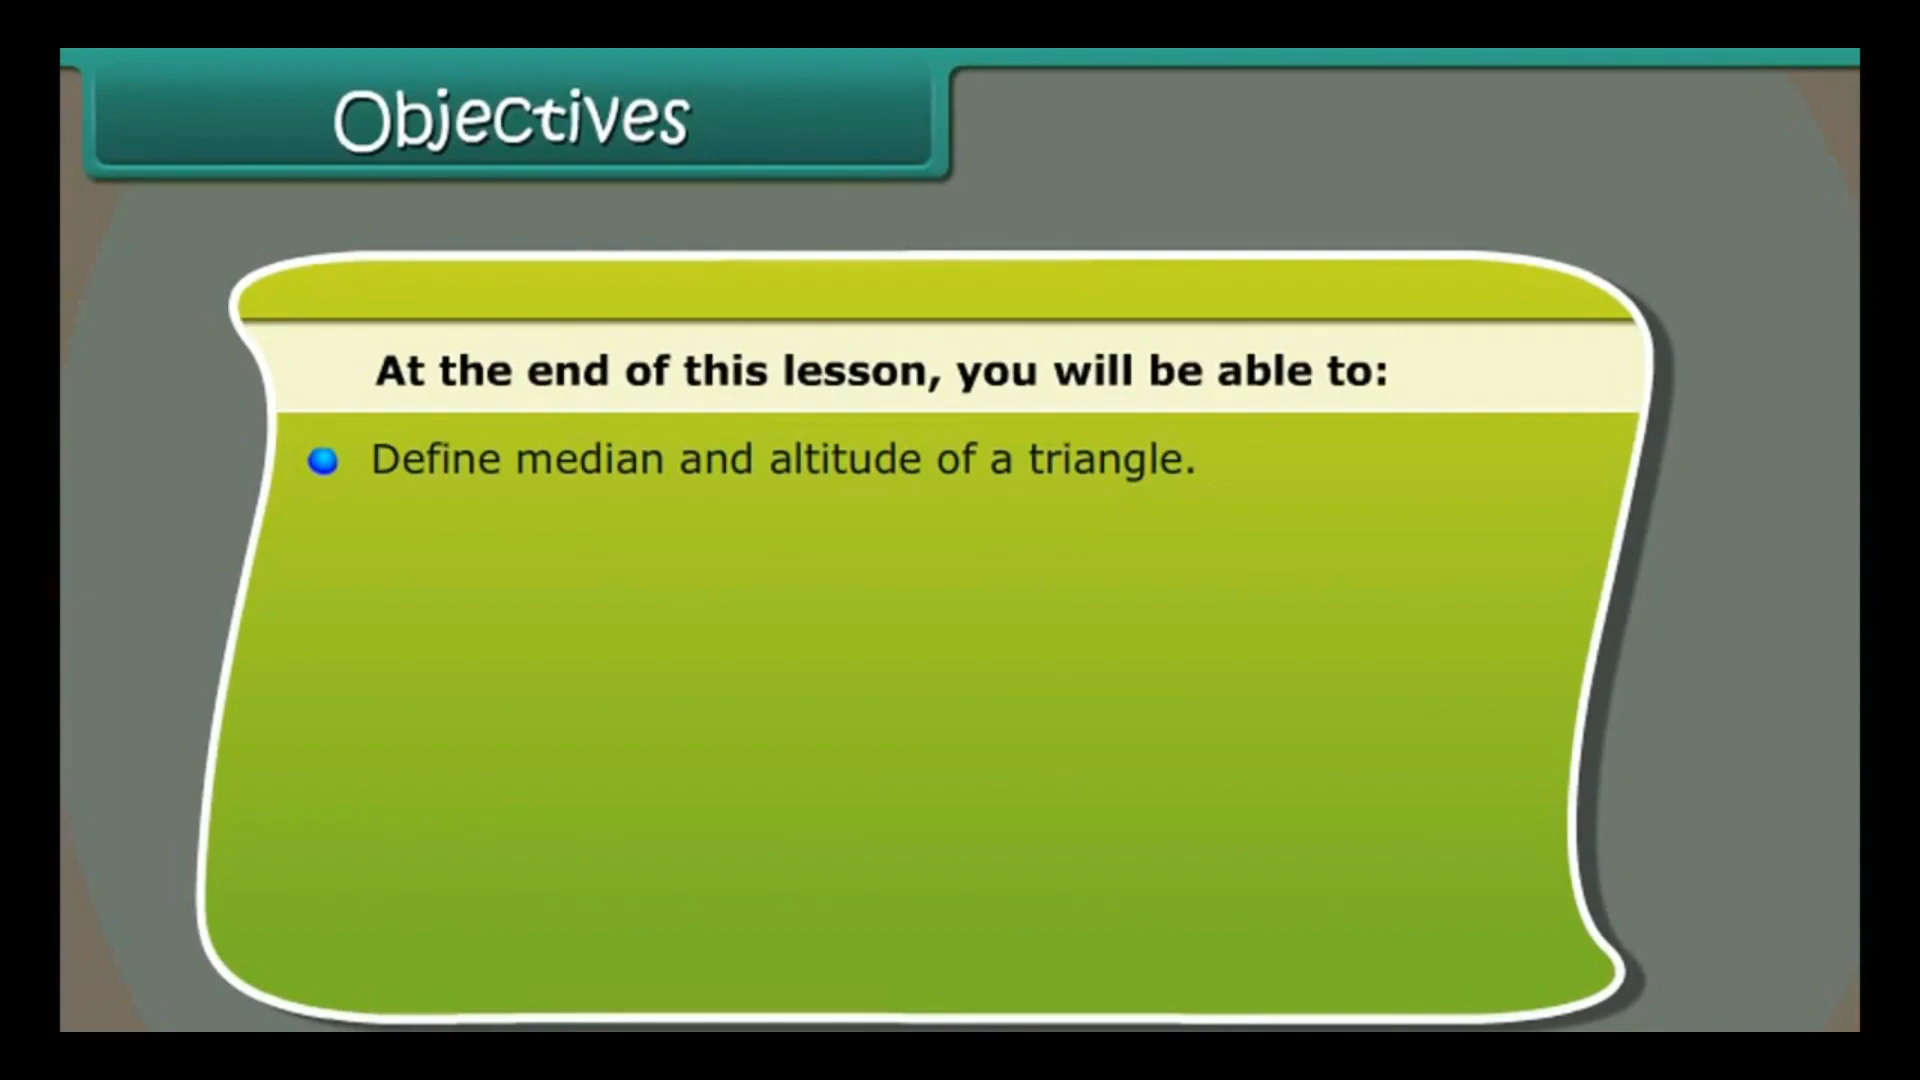 Objectives
At the end of this lesson, you will be able to:
Define median and altitude of a triangle.